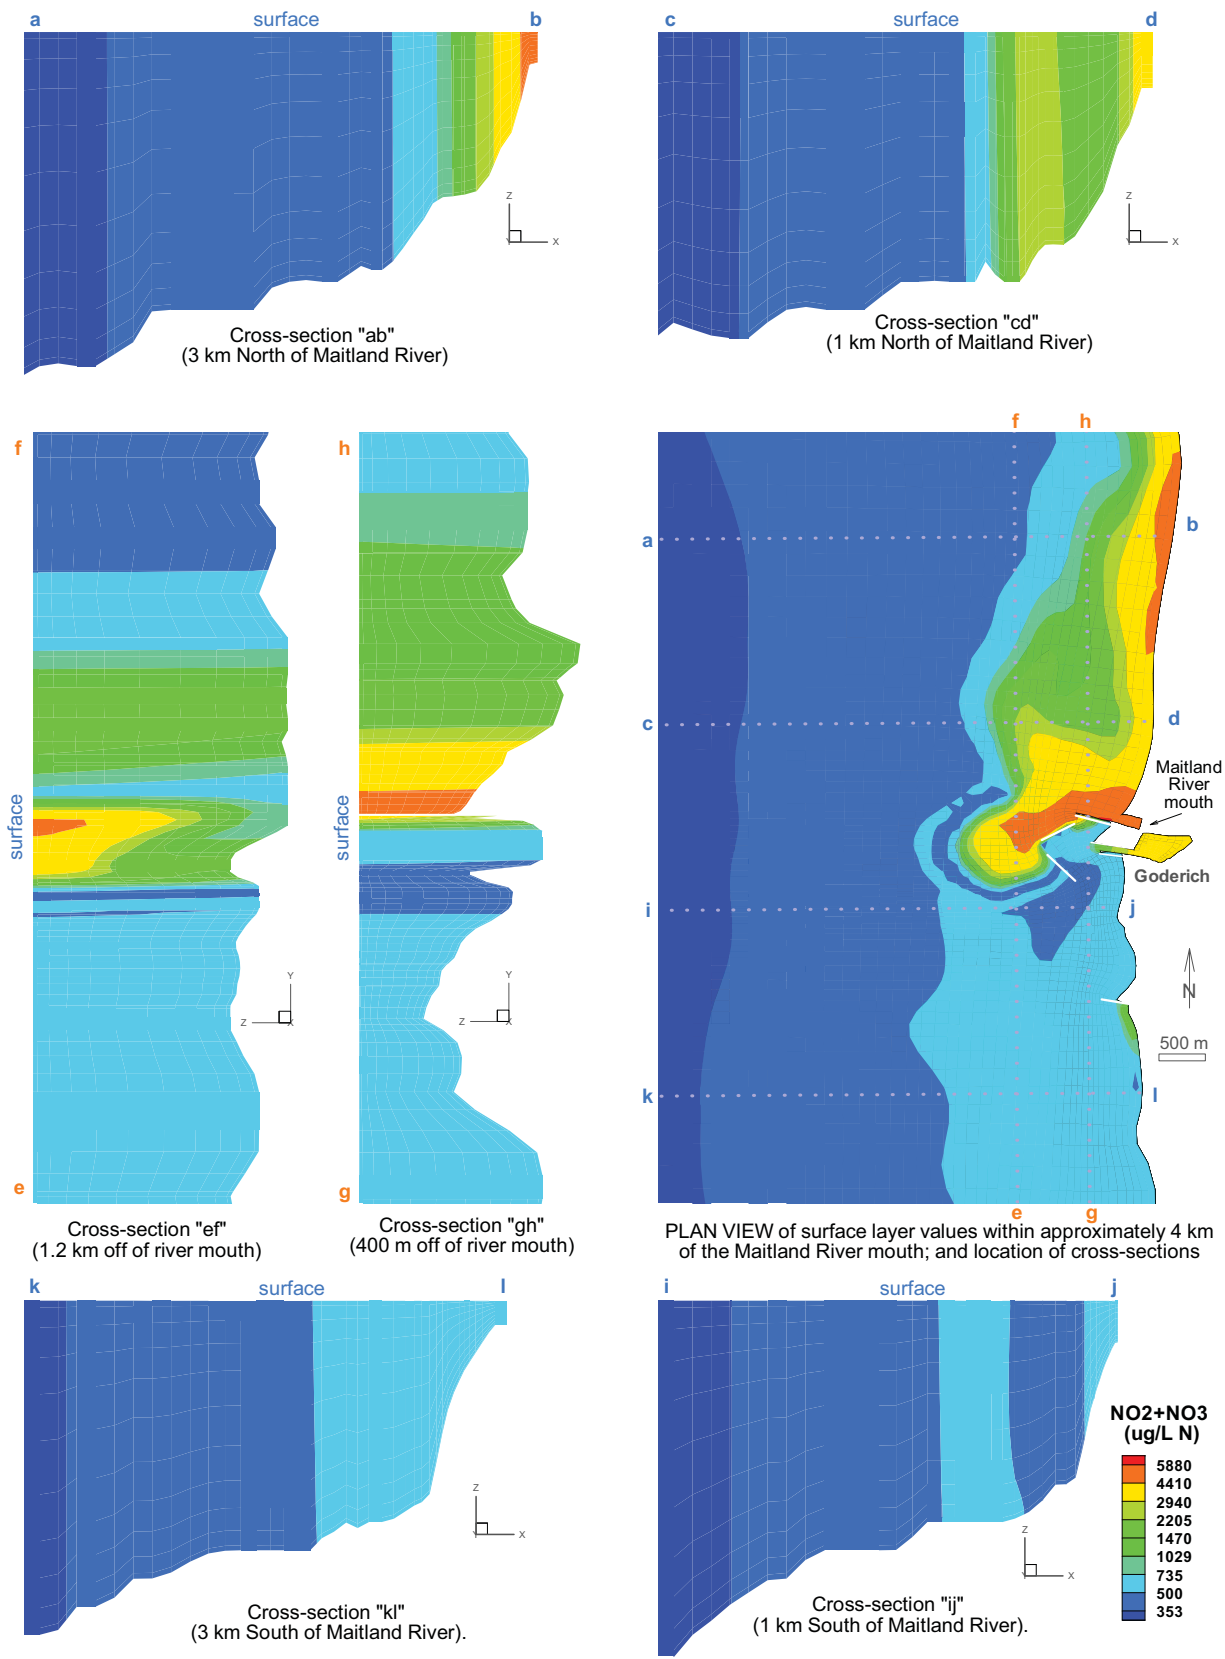 a surface b
Z
X
Y
Cross-section "ab"
(3 km North of Maitland River)
c surface d
Z
X
Y
Cross-section "cd"
(1 km North of Maitland River)
f
surface
Y
Z
X
e
Cross-section "ef"
(1.2 km off of river mouth)
h
surface
Y
Z
X
g
Cross-section "gh"
(400 m off of river mouth)
f h
a b
c d
Maitland
River
mouth
Goderich
i j
N
500 m
k l
e g
PLAN VIEW of surface layer values within approximately 4 km
of the Maitland River mouth; and location of cross-sections
k surface l
Z
X
Y
Cross-section "kl"
(3 km South of Maitland River).
i surface j
Z
X
Y
Cross-section "ij"
(1 km South of Maitland River).
NO2+NO3
(ug/L N)
5880
4410
2940
2205
1470
1029
735
500
353